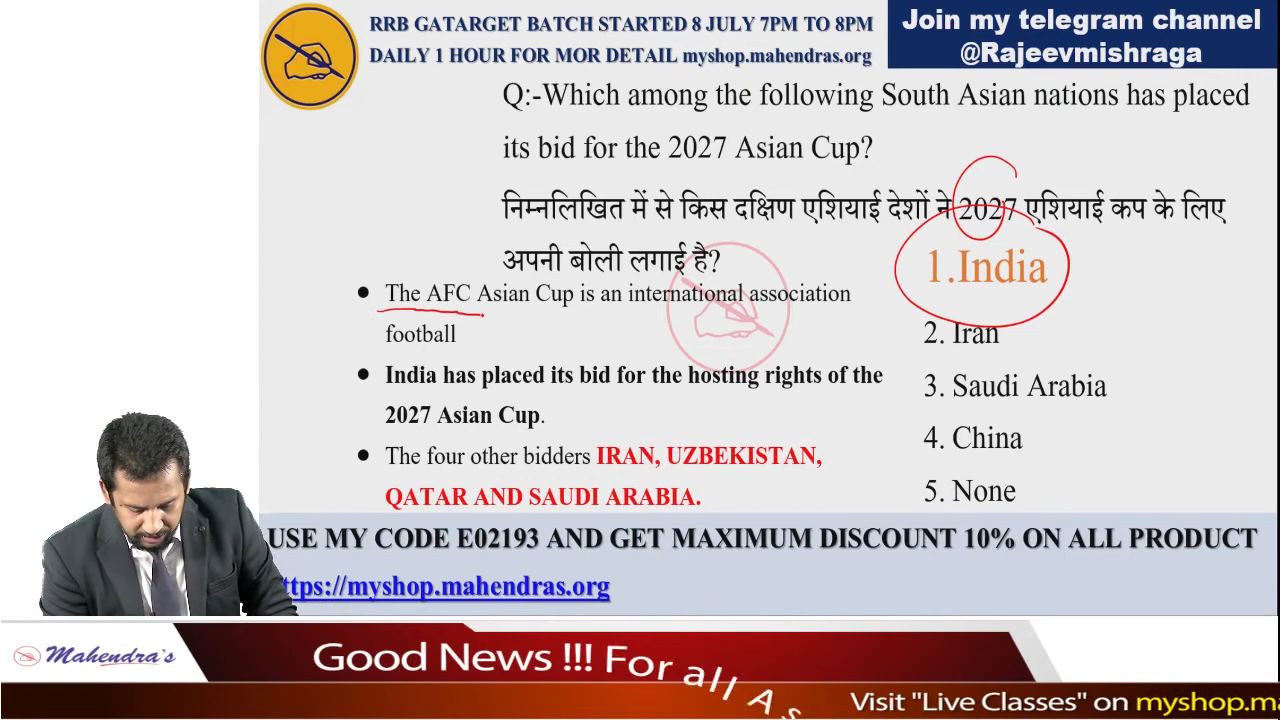 RRB GATARGET BATCH STARTED 8 JULY 7PM TO 8PM
DAILY 1 HOUR FOR MOR DETAIL myshop.mahendras.org
Join my telegram channel
@Rajeevmishraga
Q:-Which among the following South Asian nations has placed
its bid for the 2027 Asian Cup?
निम्नलिखित में से किस दक्षिण एशियाई देशों ने 2027 एशियाई कप के लिए
अपनी बोली लगाई है?
• The AFC Asian Cup is an international association
football
• India has placed its bid for the hosting rights of the
2027 Asian Cup.
• The four other bidders IRAN, UZBEKISTAN,
QATAR AND SAUDI ARABIA.
1.India
2. Iran
3. Saudi Arabia
4. China
5. None
USE MY CODE E02193 AND GET MAXIMUM DISCOUNT 10% ON ALL PRODUCT
ttps://myshop.mahendras.org
Mahendra's
Good News !!! For all As
Visit "Live Classes" on myshop.ma